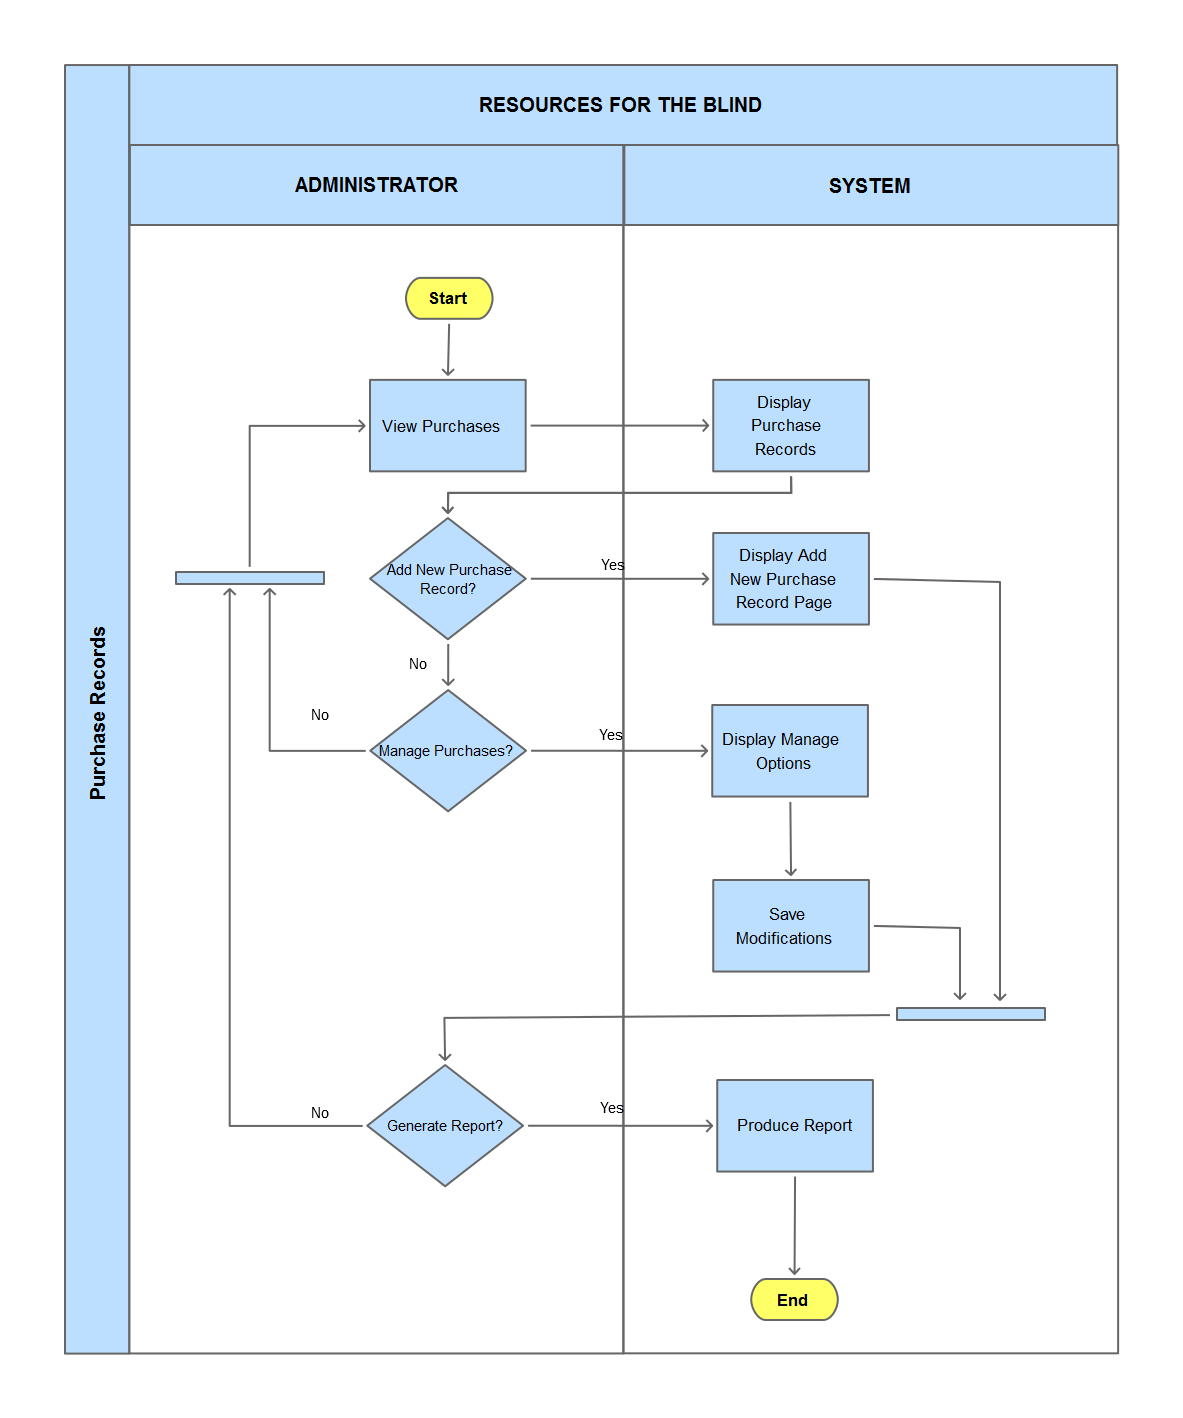 RESOURCES FOR THE BLIND
ADMINISTRATOR
SYSTEM
Purchase Records
Start
View Purchases
Display
Purchase
Records
Add New Purchase
Record?
Yes
Display Add
New Purchase
Record Page
No
No
Manage Purchases?
Yes
Display Manage
Options
Save
Modifications
No
Generate Report?
Yes
Produce Report
End